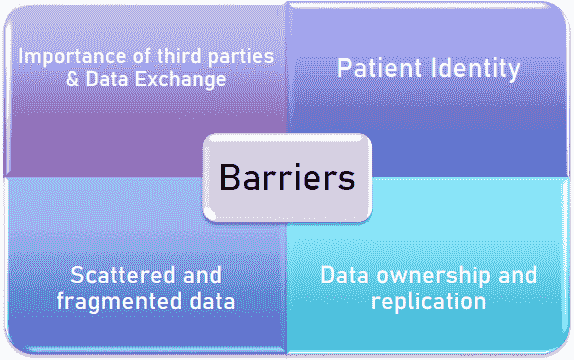 Importance of third parties
& Data Exchange
Patient Identity
Barriers
Scattered and
fragmented data
Data ownership and
replication